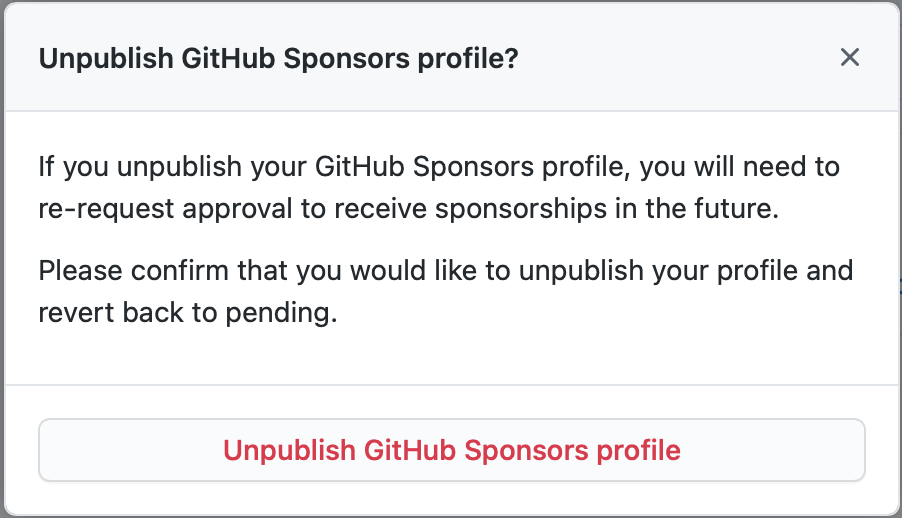 Unpublish GitHub Sponsors profile?
If you unpublish your GitHub Sponsors profile, you will need to
re-request approval to receive sponsorships in the future.
Please confirm that you would like to unpublish your profile and
revert back to pending.
Unpublish GitHub Sponsors profile